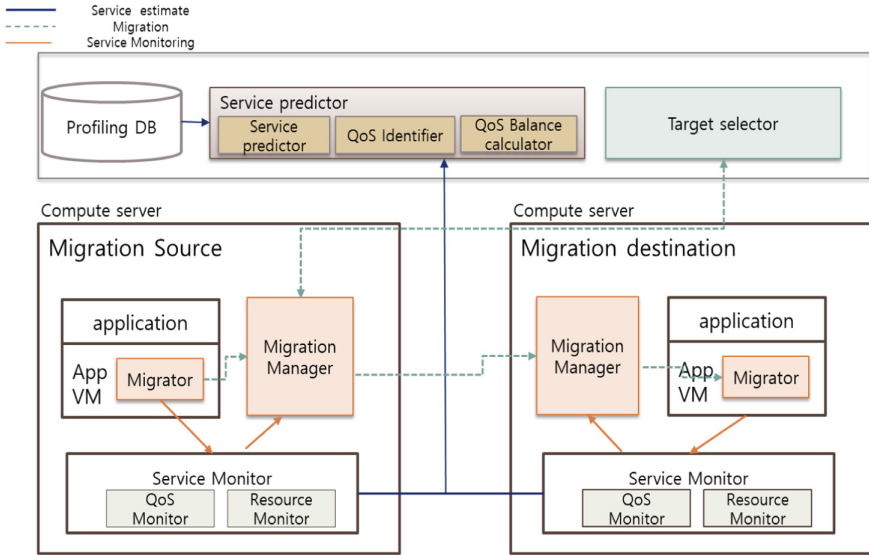 Service estimate
Migration
Service Monitoring
Profiling DB
Service predictor
Service
predictor
QoS Identifier
QoS Balance
calculator
Target selector
Compute server
Migration Source
application
App
VM
Migrator
Migration
Manager
Service Monitor
QoS
Monitor
Resource
Monitor
Compute server
Migration destination
Migration
Manager
application
App
VM
Migrator
Service Monitor
QoS
Monitor
Resource
Monitor